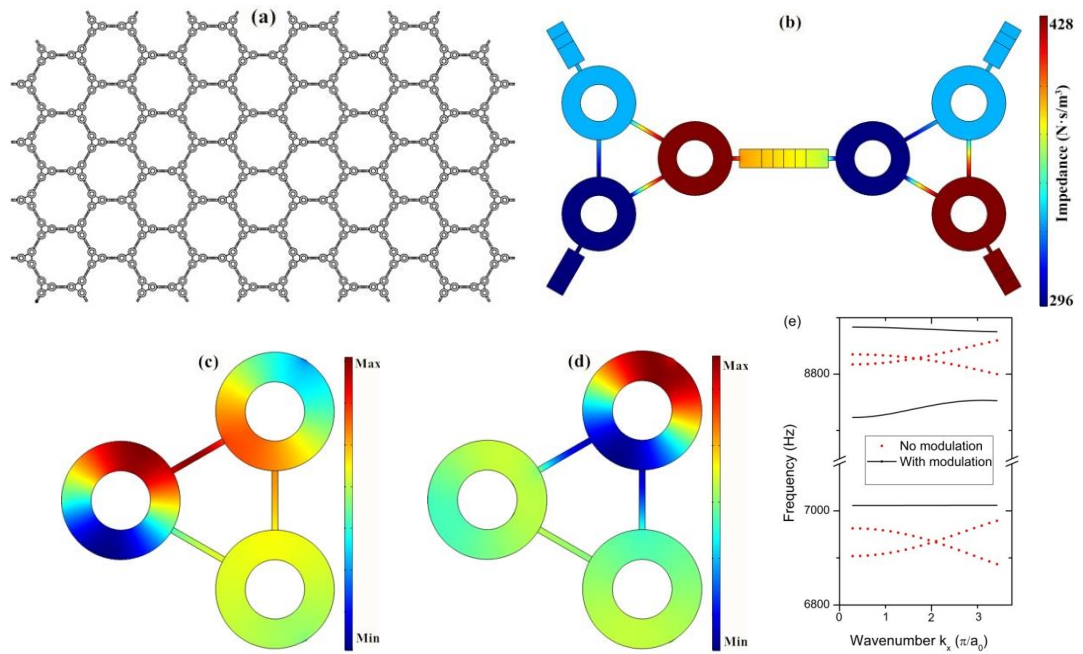 (a)
(b)
428
Impedance (N·s/m³)
296
(c)
Max
Min
(d)
Max
Min
(e)
8800
No modulation
With modulation
Frequency (Hz)
7000
6800
0 1 2 3
Wavenumber kₓ (π/a₀)